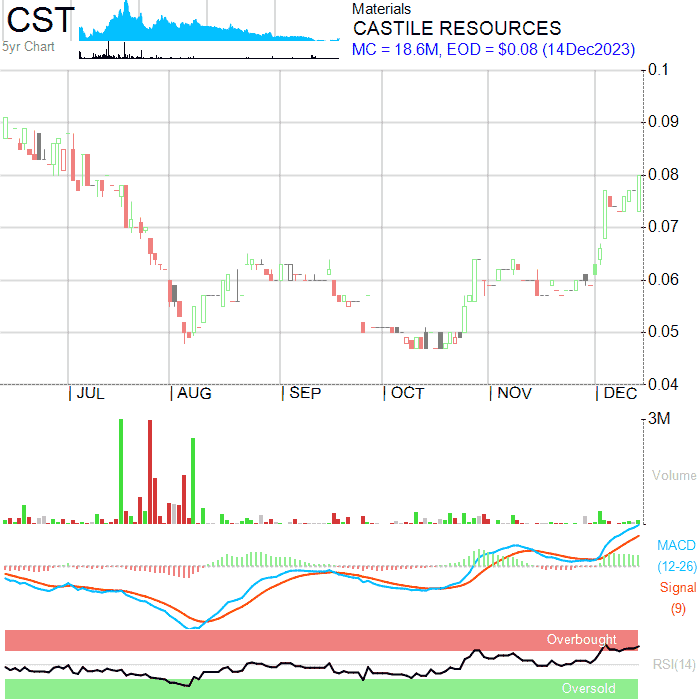 CST
5yr Chart
Materials
CASTILE RESOURCES
MC = 18.6M, EOD = $0.08 (14Dec2023)
0.1
0.09
0.08
0.07
0.06
0.05
0.04
JUL AUG SEP OCT NOV DEC
3M
Volume
MACD
(12-26)
Signal
(9)
Overbought
RSI(14)
Oversold